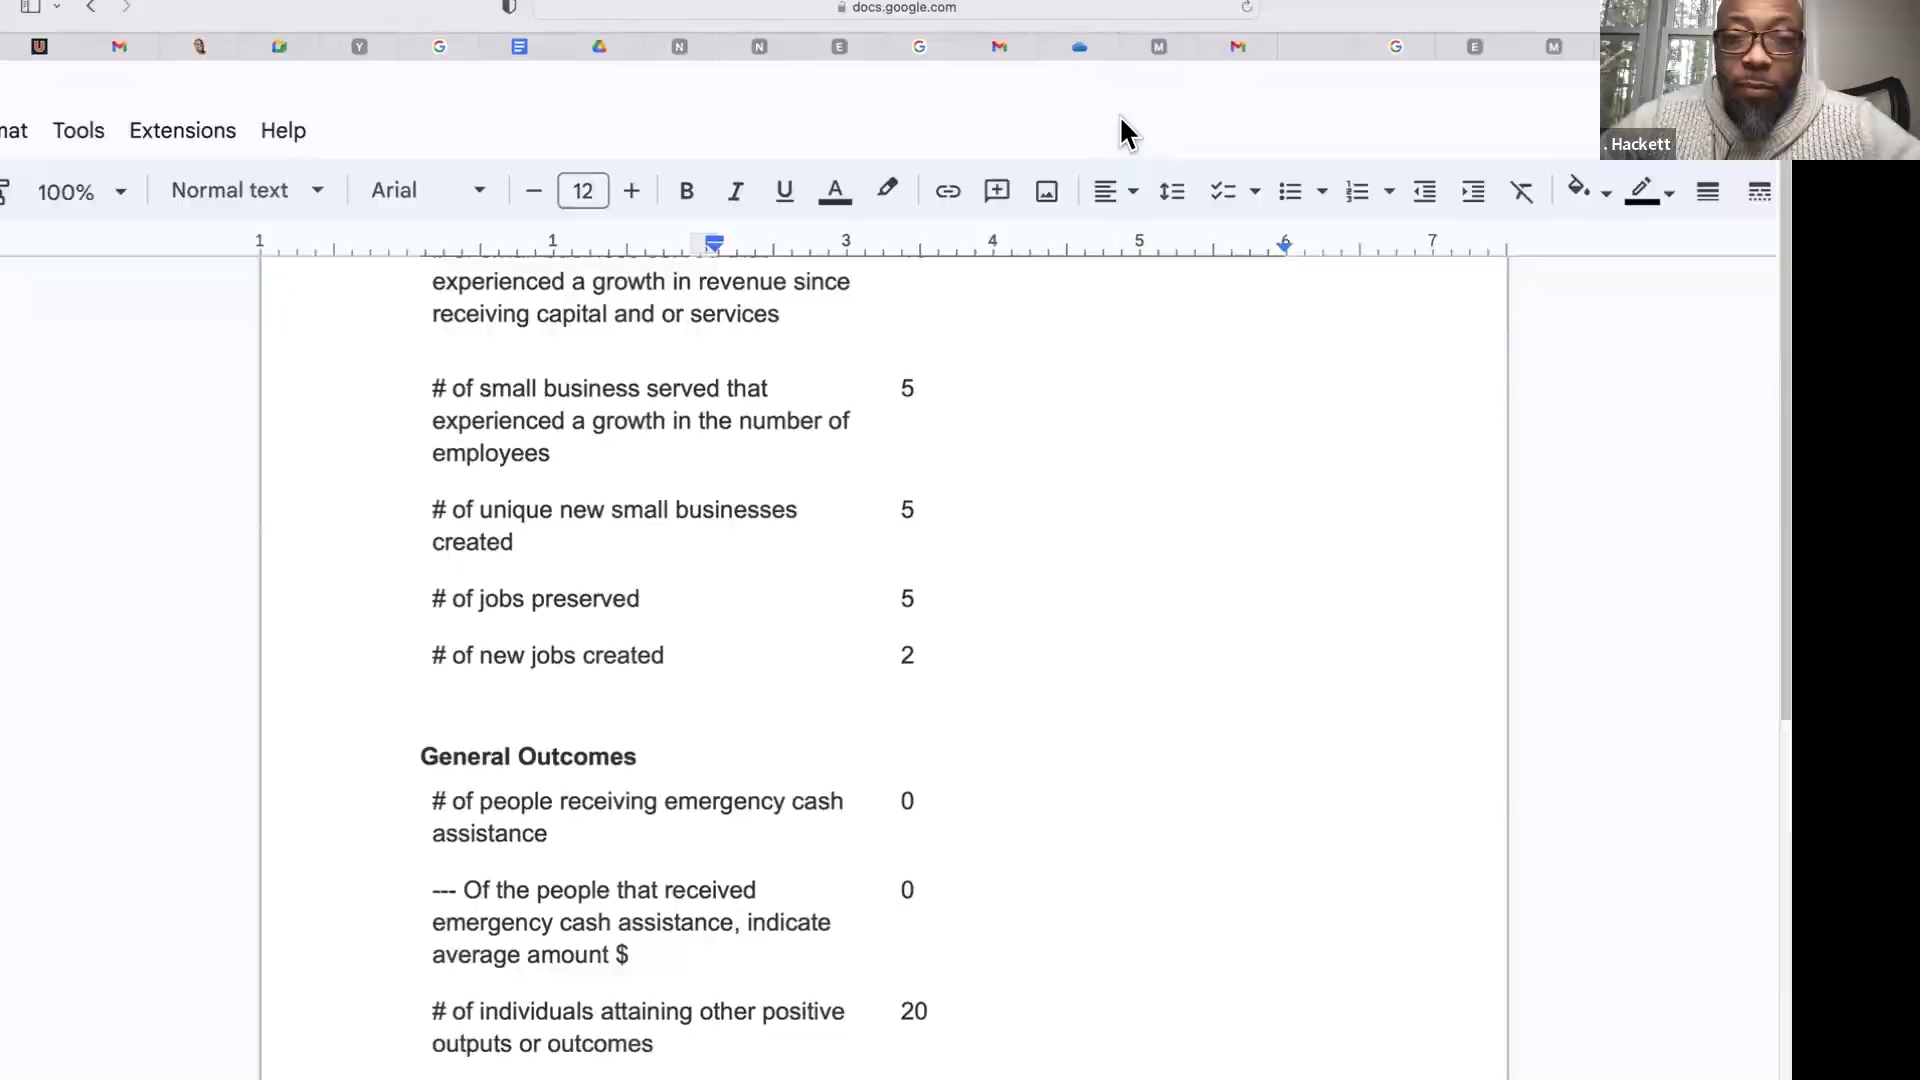 docs.google.com
U Y G N N E G M G E M
. Hackett
mat Tools Extensions Help
100% Normal text Arial − 12 + B I U A
1 1 3 4 5 6 7
experienced a growth in revenue since
receiving capital and or services
# of small business served that 5
experienced a growth in the number of
employees
# of unique new small businesses 5
created
# of jobs preserved 5
# of new jobs created 2
General Outcomes
# of people receiving emergency cash 0
assistance
--- Of the people that received 0
emergency cash assistance, indicate
average amount $
# of individuals attaining other positive 20
outputs or outcomes